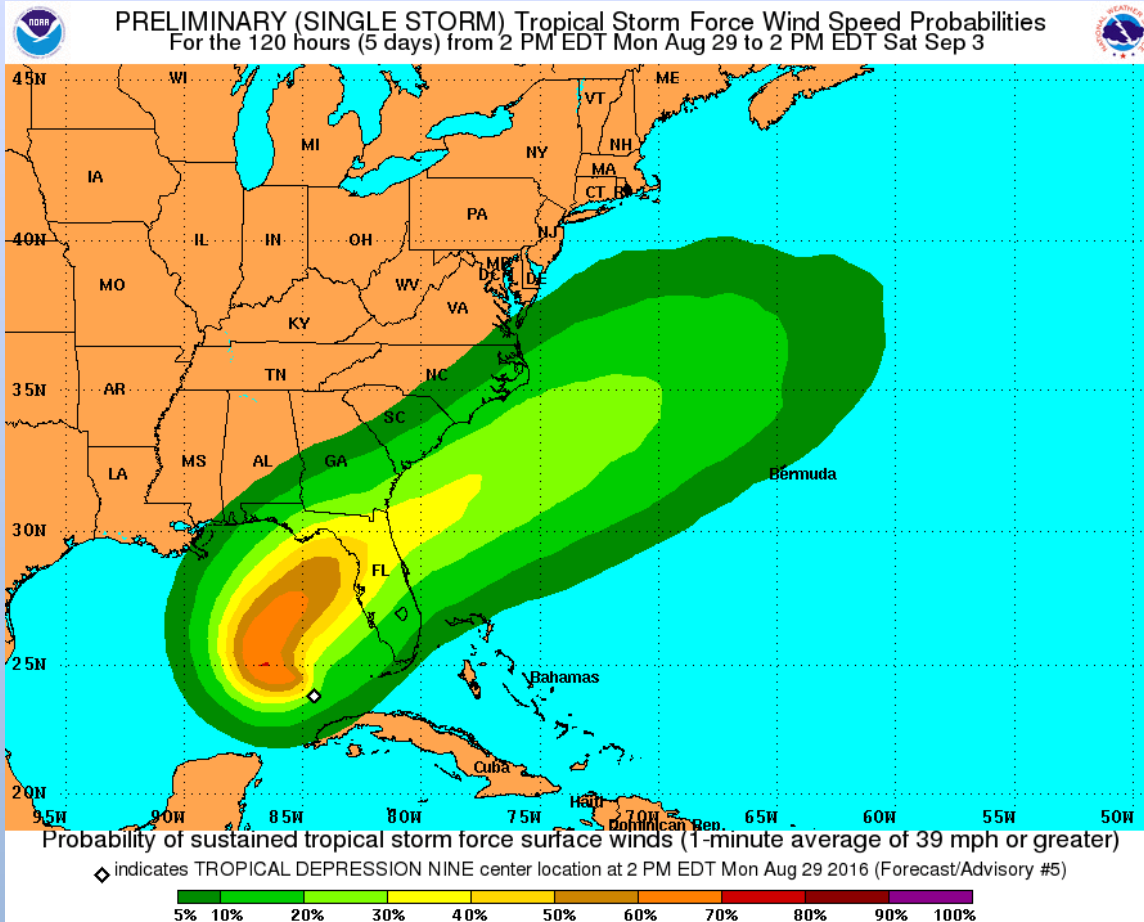 PRELIMINARY (SINGLE STORM) Tropical Storm Force Wind Speed Probabilities
For the 120 hours (5 days) from 2 PM EDT Mon Aug 29 to 2 PM EDT Sat Sep 3
NOAA
45N
WI
ME
VT
MI
NY
NH
MA
IA
CT
PA
40N
IL
IN
OH
NJ
MD
DC
DE
MO
WV
VA
KY
35N
AR
TN
NC
SC
LA
MS
AL
GA
Bermuda
30N
FL
25N
Bahamas
Cuba
20N
Haiti
95W 90W 85W 80W 75W 70W 65W 60W 55W 50W
Dominican Rep.
Probability of sustained tropical storm force surface winds (1-minute average of 39 mph or greater)
indicates TROPICAL DEPRESSION NINE center location at 2 PM EDT Mon Aug 29 2016 (Forecast/Advisory #5)
5% 10% 20% 30% 40% 50% 60% 70% 80% 90% 100%